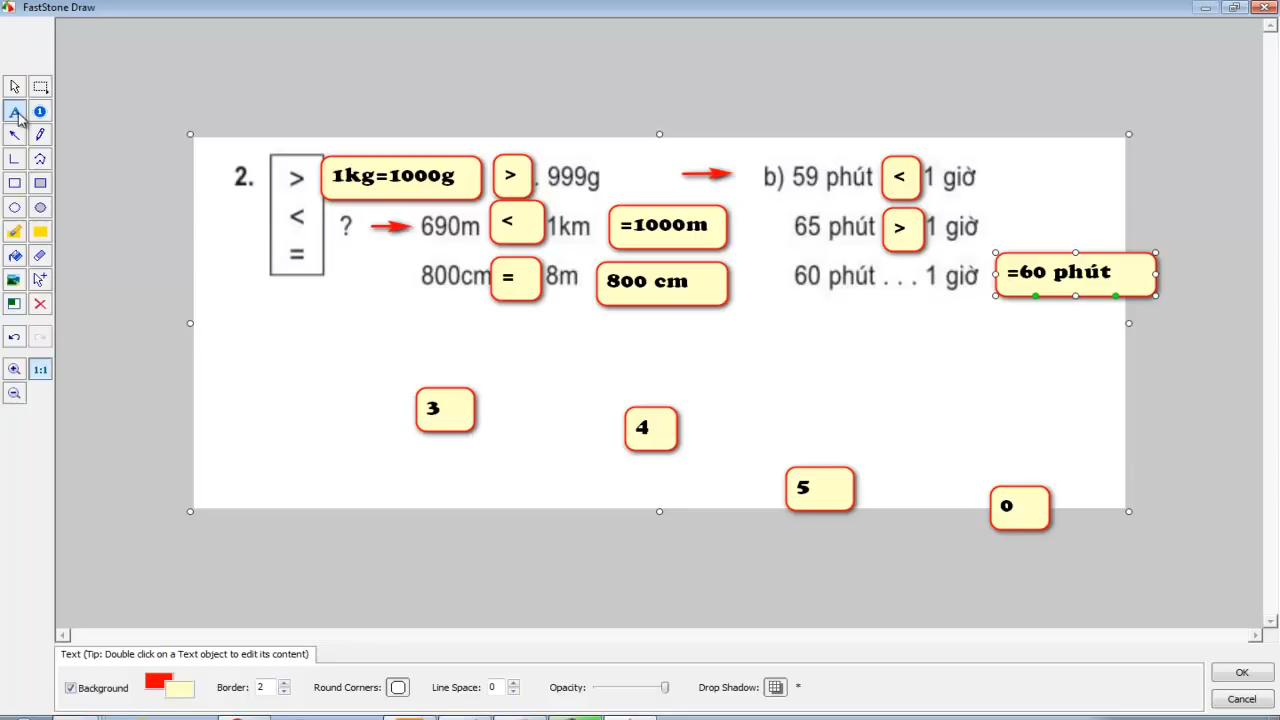 FastStone Draw
2. > 1kg=1000g > . 999g b) 59 phút < 1 giờ
< ? 690m < 1km =1000m 65 phút > 1 giờ
= 800cm = 8m 800 cm 60 phút . . . 1 giờ =60 phút
3
4
5
0
A
1
1:1
Text (Tip: Double click on a Text object to edit its content)
Background Border: 2 Round Corners: Line Space: 0 Opacity: Drop Shadow: *
OK
Cancel